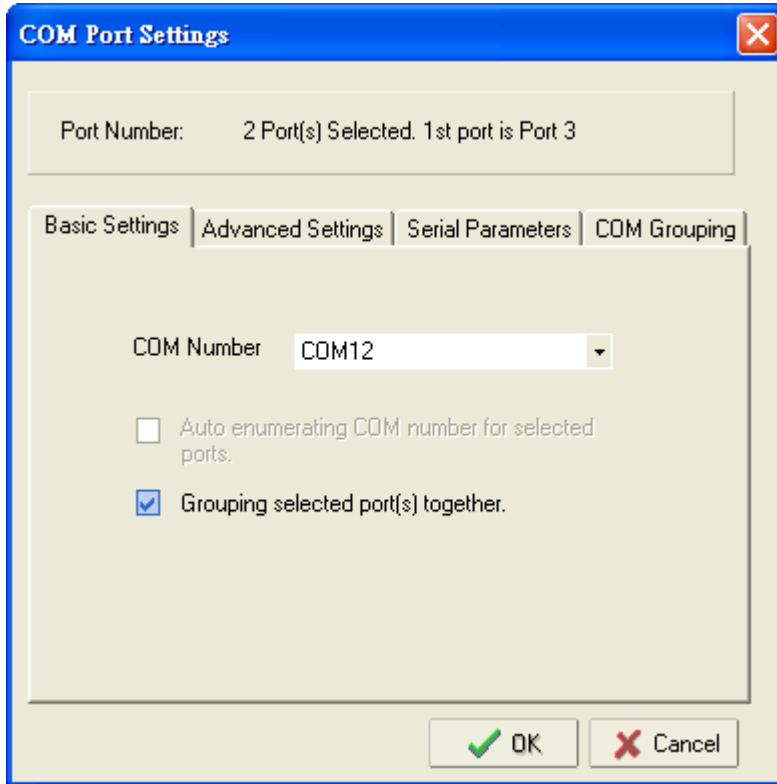 COM Port Settings
Port Number: 2 Port(s) Selected. 1st port is Port 3
Basic Settings Advanced Settings Serial Parameters COM Grouping
COM Number COM12
Auto enumerating COM number for selected
ports.
Grouping selected port(s) together.
OK Cancel